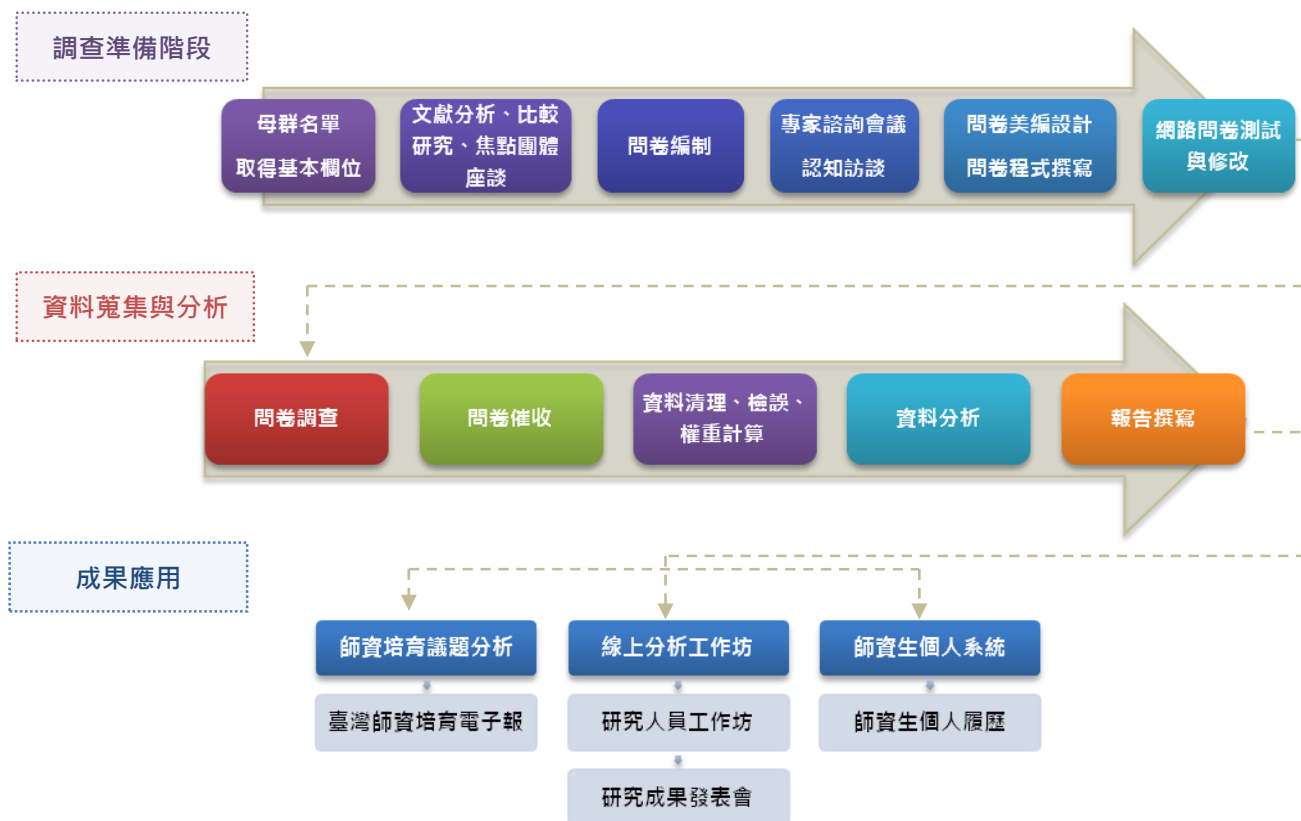 調查準備階段
母群名單
取得基本欄位
文獻分析、比較
研究、焦點團體
座談
問卷編制
專家諮詢會議
認知訪談
問卷美編設計
問卷程式撰寫
網路問卷測試
與修改
資料蒐集與分析
問卷調查
問卷催收
資料清理、檢誤、
權重計算
資料分析
報告撰寫
成果應用
師資培育議題分析
臺灣師資培育電子報
線上分析工作坊
研究人員工作坊
研究成果發表會
師資生個人系統
師資生個人履歷